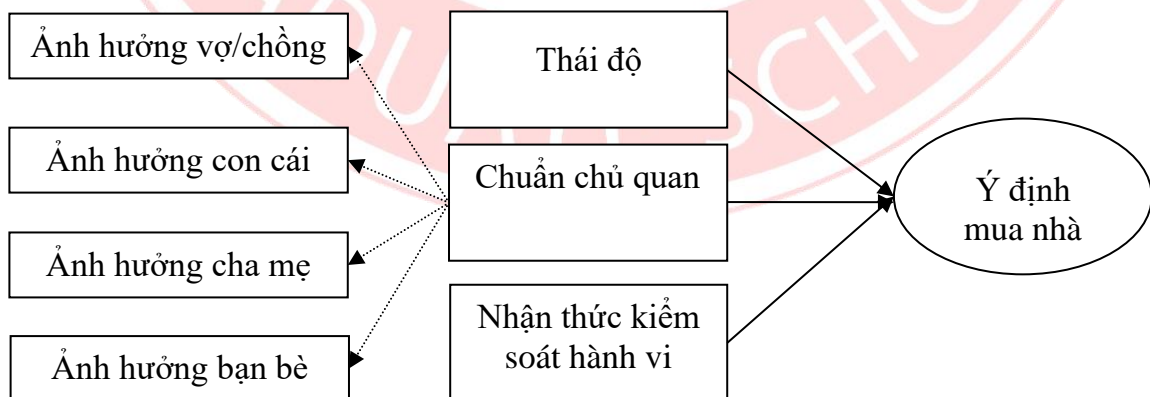 Ảnh hưởng vợ/chồng
Ảnh hưởng con cái
Ảnh hưởng cha mẹ
Ảnh hưởng bạn bè
Thái độ
Chuẩn chủ quan
Nhận thức kiểm
soát hành vi
Ý định
mua nhà